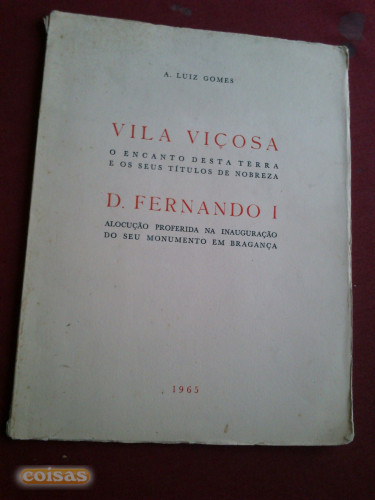 A. LUIZ GOMES
VILA VIÇOSA
O ENCANTO DESTA TERRA
E OS SEUS TÍTULOS DE NOBREZA
D. FERNANDO I
ALOCUÇÃO PROFERIDA NA INAUGURAÇÃO
DO SEU MONUMENTO EM BRAGANÇA
1965
coisas